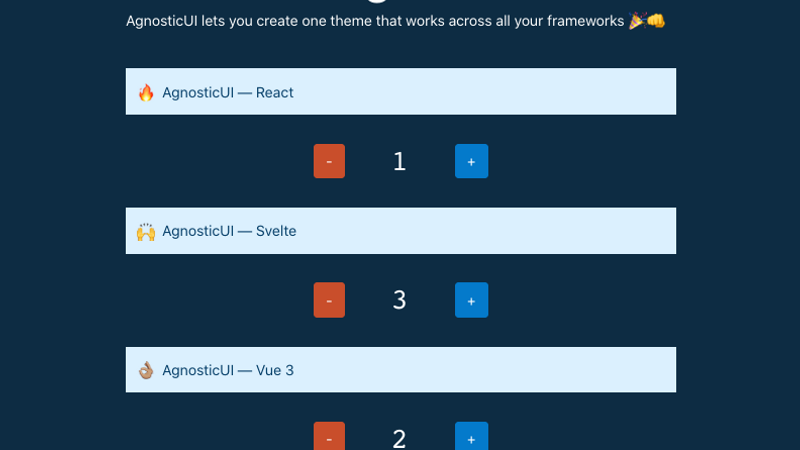 AgnosticUI lets you create one theme that works across all your frameworks 🎉👊
🔥 AgnosticUI — React
- 1 +
🙌 AgnosticUI — Svelte
- 3 +
👌🏽 AgnosticUI — Vue 3
- 2 +